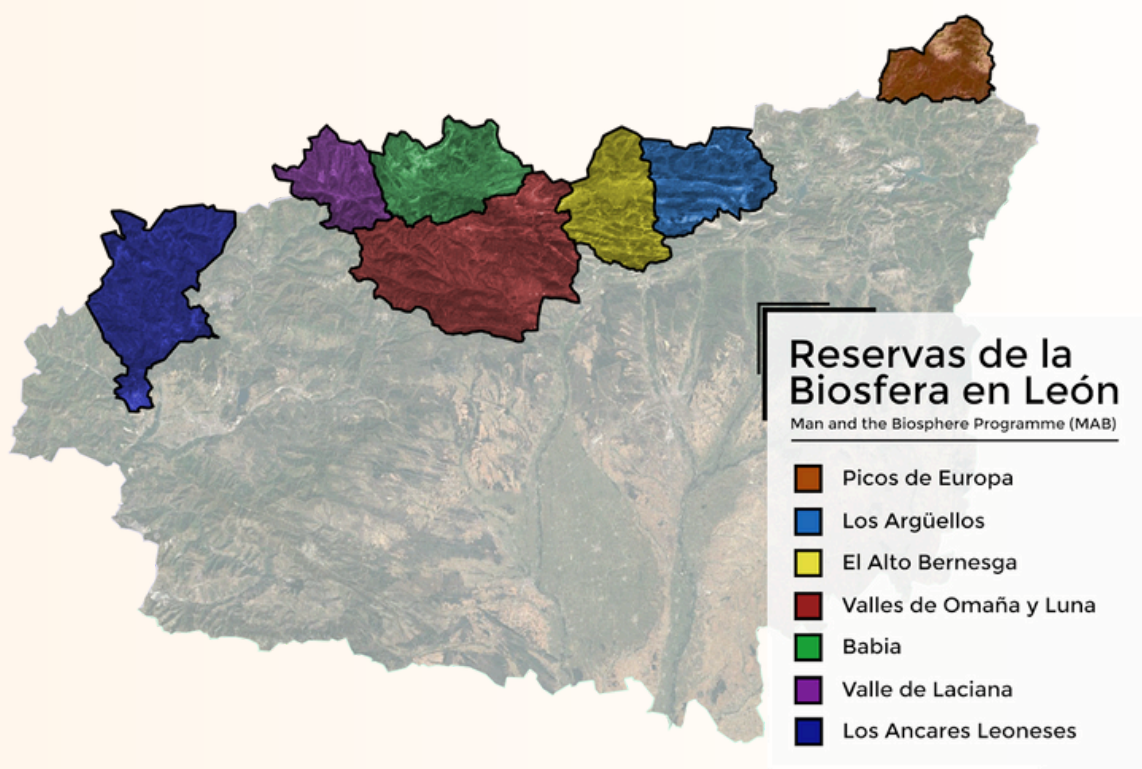 Reservas de la
Biosfera en León
Man and the Biosphere Programme (MAB)
Picos de Europa
Los Argüellos
El Alto Bernesga
Valles de Omaña y Luna
Babia
Valle de Laciana
Los Ancares Leoneses